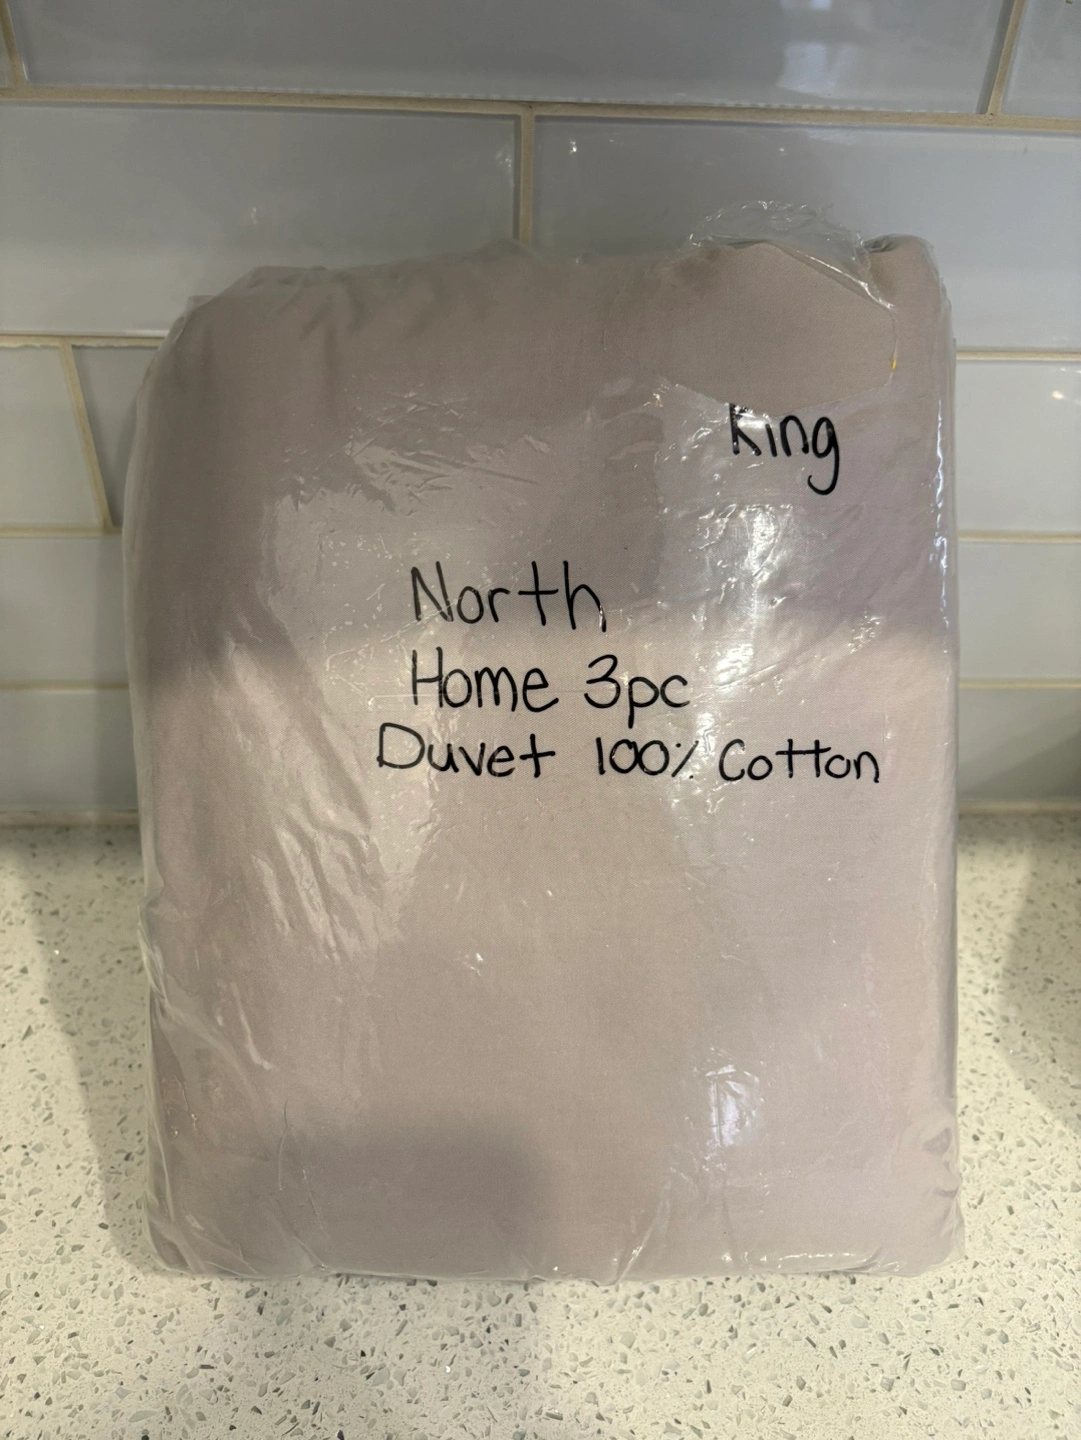 King
North
Home 3pc
Duvet 100% Cotton